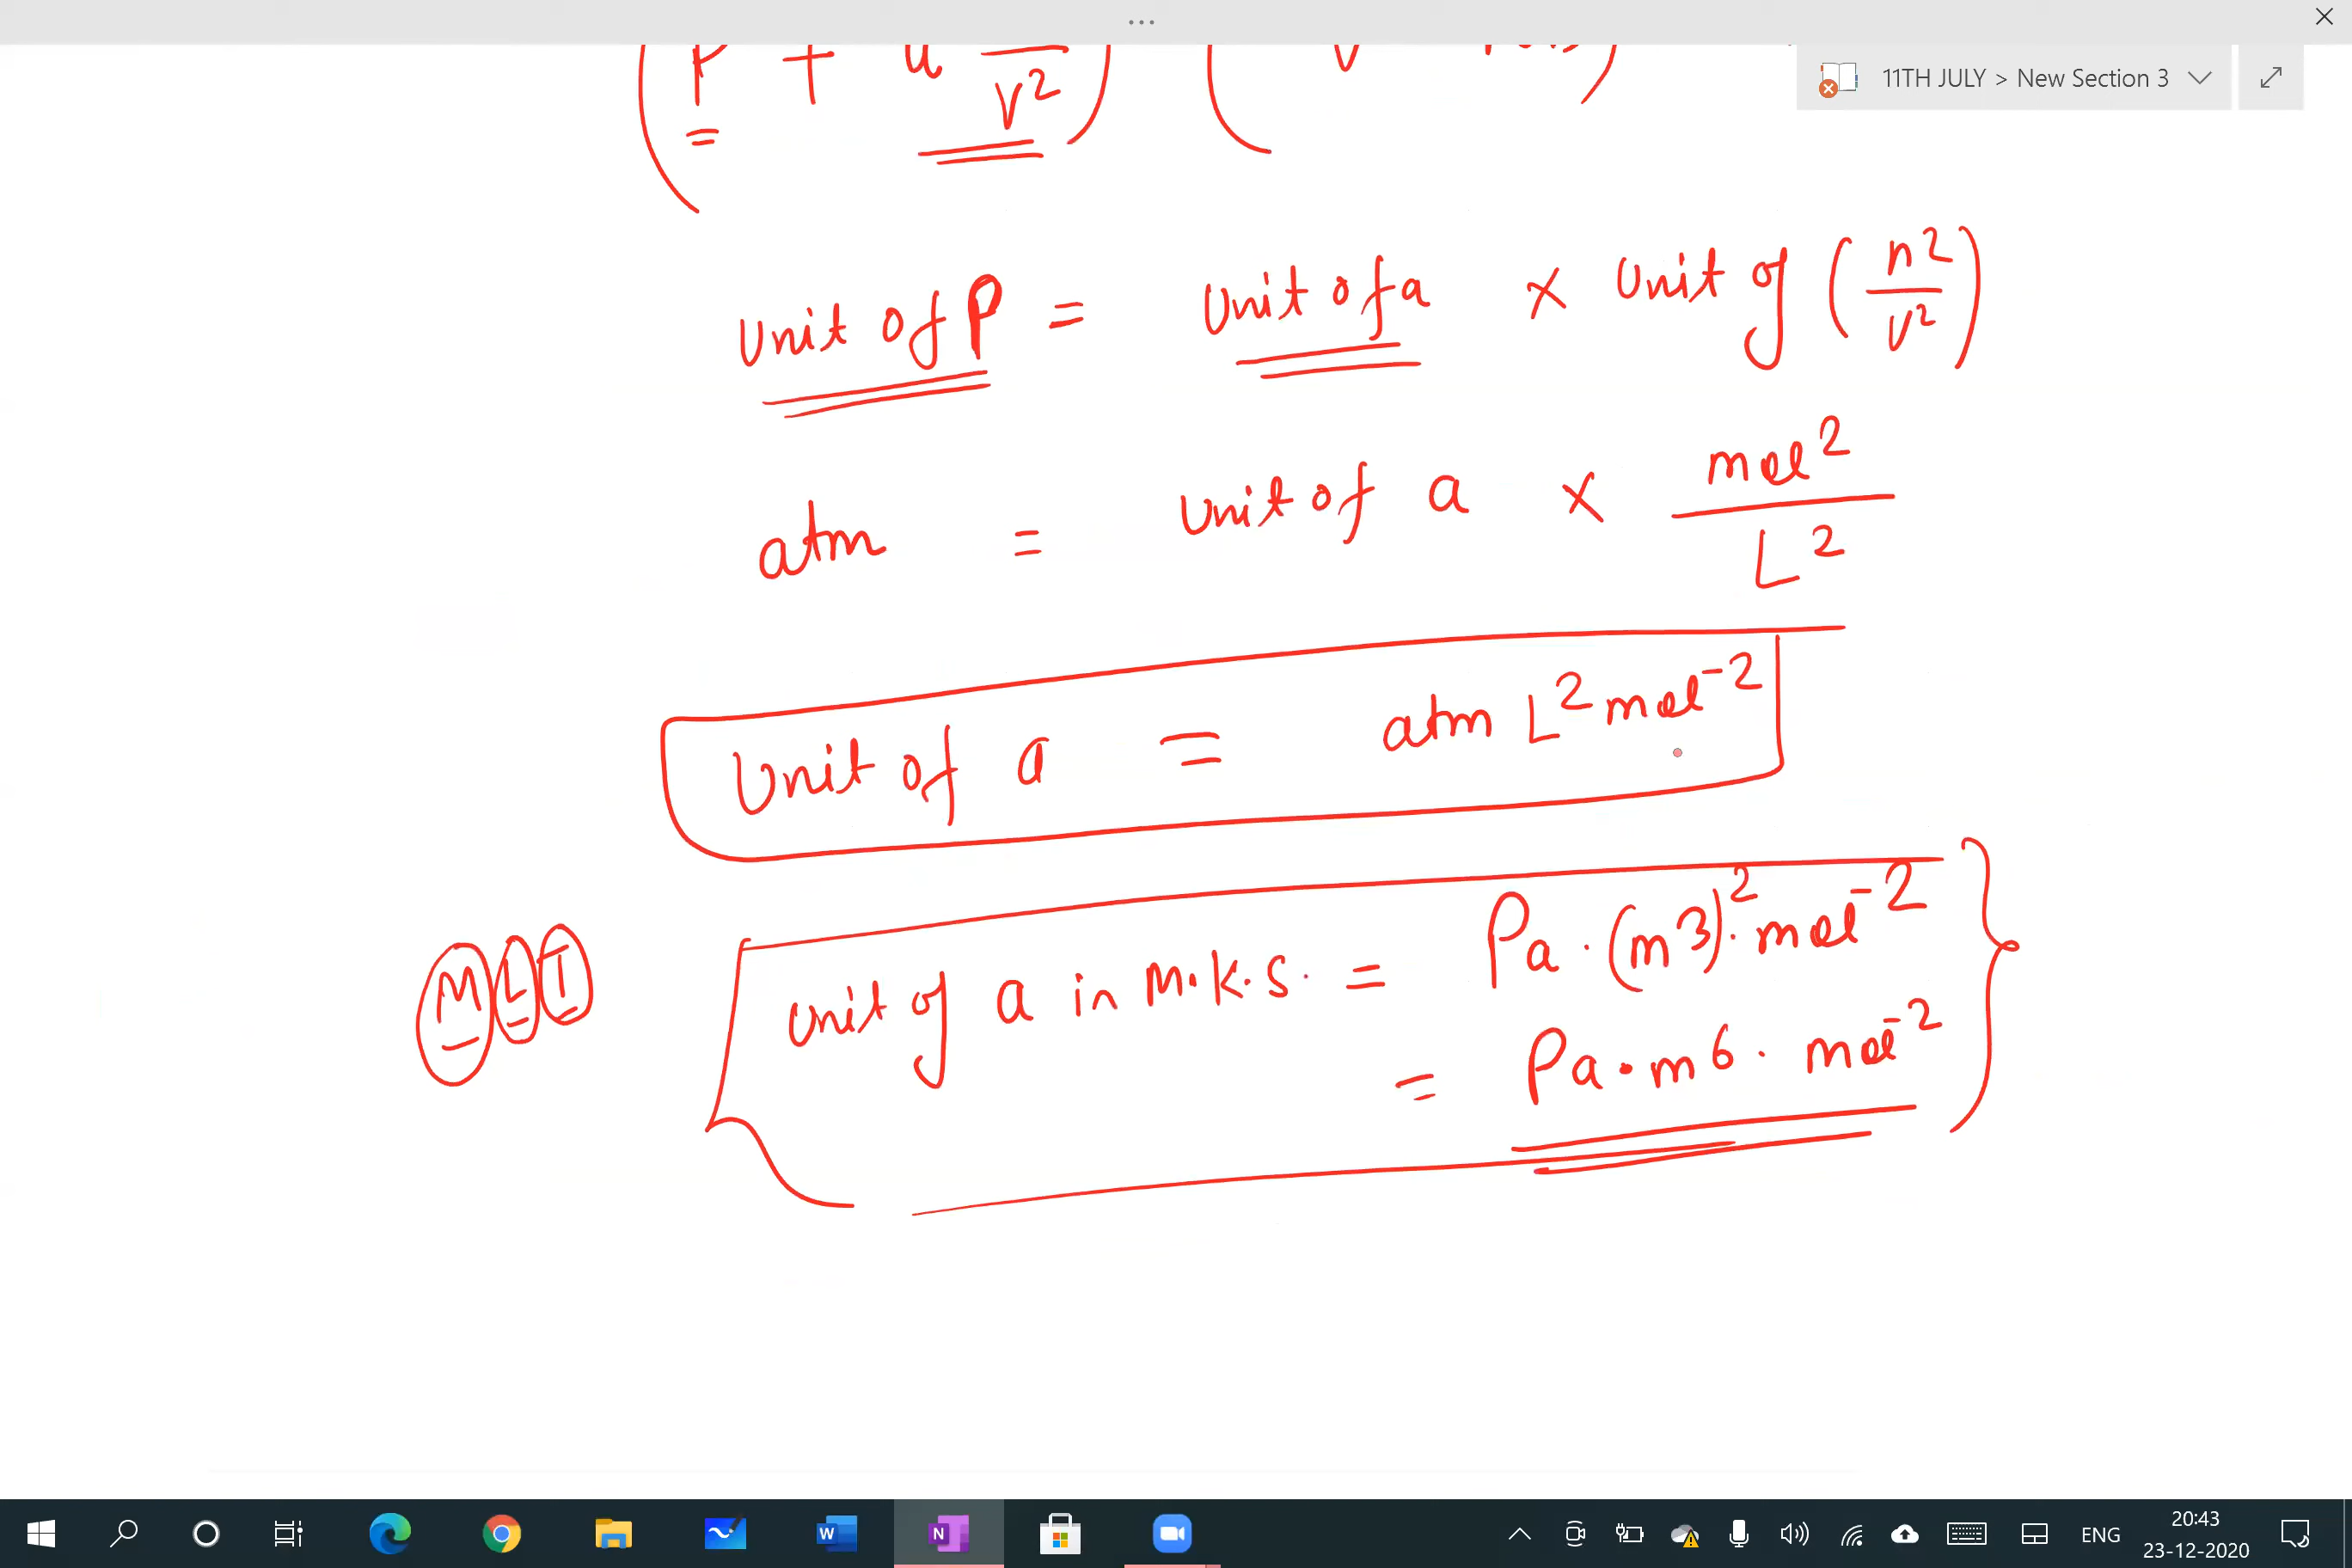 11TH JULY > New Section 3
V²
Unit of P = Unit of a × Unit of (n²/V²)
atm = Unit of a × mol²/L²
Unit of a = atm L² mol⁻²
MLT
Unit of a in M.K.S. = Pa · (m3)² · mol⁻²
= Pa · m6 · mol⁻²
ENG
20:43
23-12-2020